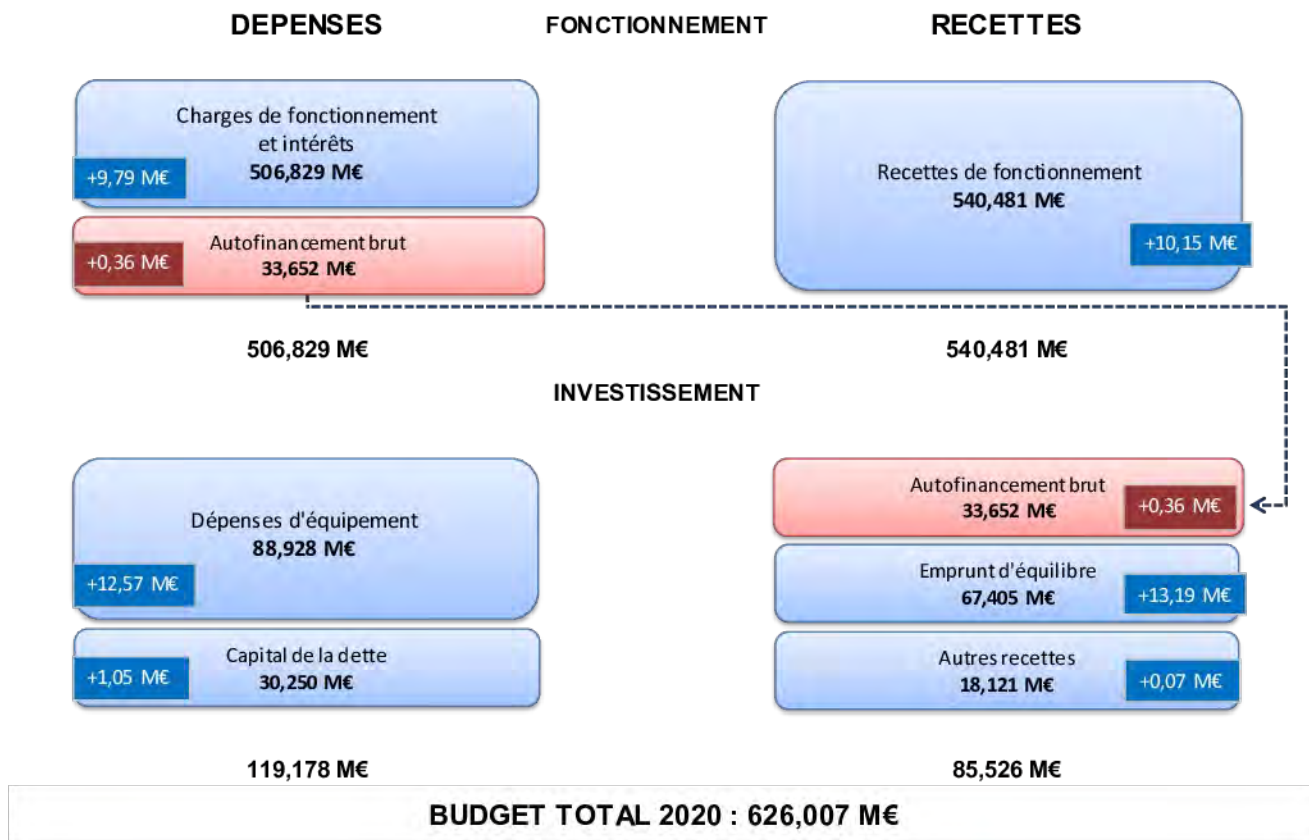 DEPENSES FONCTIONNEMENT RECETTES
Charges de fonctionnement
et intérêts
506,829 M€
+9,79 M€
Autofinancement brut
33,652 M€
+0,36 M€
Recettes de fonctionnement
540,481 M€
+10,15 M€
506,829 M€
540,481 M€
INVESTISSEMENT
Dépenses d'équipement
88,928 M€
+12,57 M€
Capital de la dette
30,250 M€
+1,05 M€
Autofinancement brut
33,652 M€
+0,36 M€
Emprunt d'équilibre
67,405 M€
+13,19 M€
Autres recettes
18,121 M€
+0,07 M€
119,178 M€
85,526 M€
BUDGET TOTAL 2020 : 626,007 M€